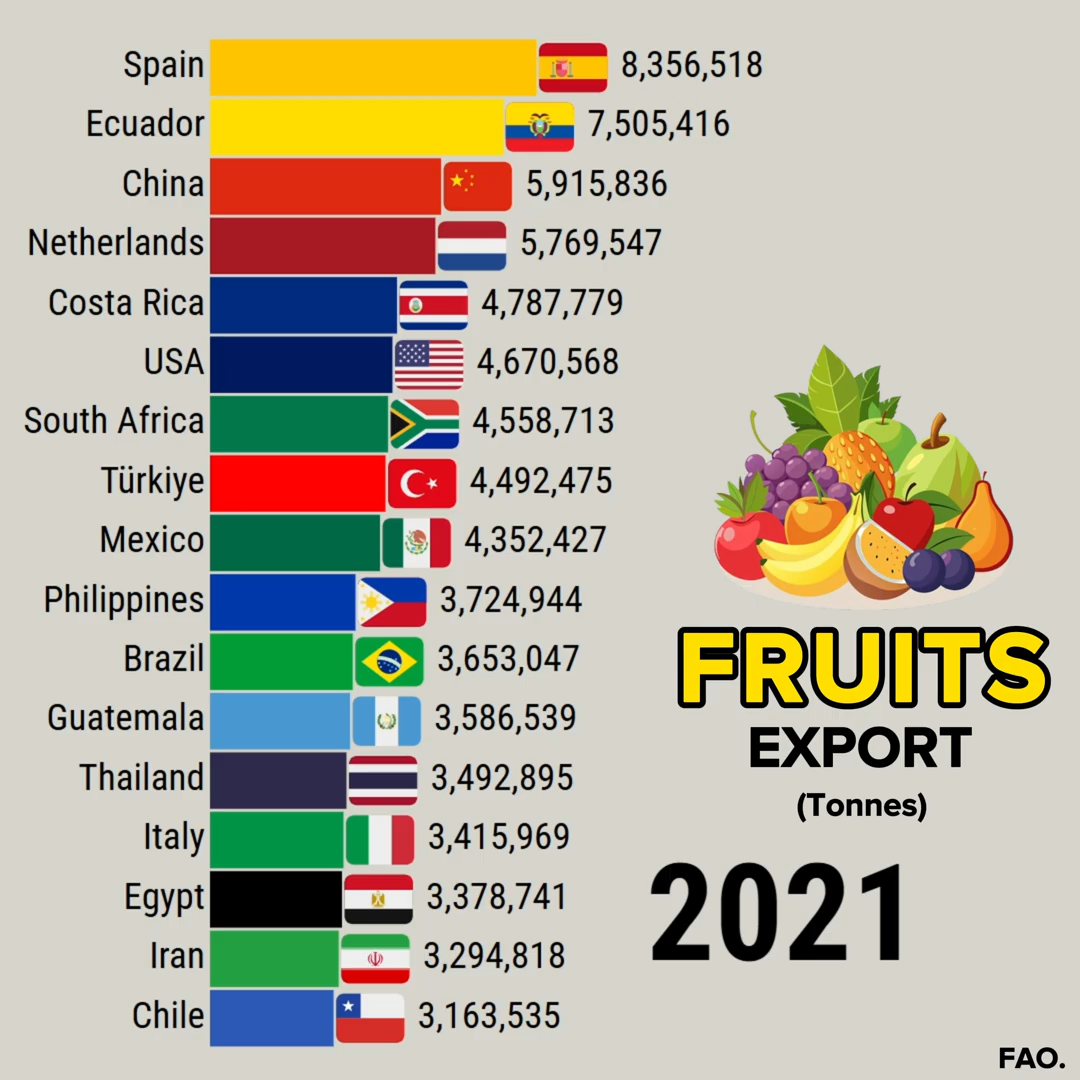 Spain 8,356,518
Ecuador 7,505,416
China 5,915,836
Netherlands 5,769,547
Costa Rica 4,787,779
USA 4,670,568
South Africa 4,558,713
Türkiye 4,492,475
Mexico 4,352,427
Philippines 3,724,944
Brazil 3,653,047
Guatemala 3,586,539
Thailand 3,492,895
Italy 3,415,969
Egypt 3,378,741
Iran 3,294,818
Chile 3,163,535
FRUITS
EXPORT
(Tonnes)
2021
FAO.